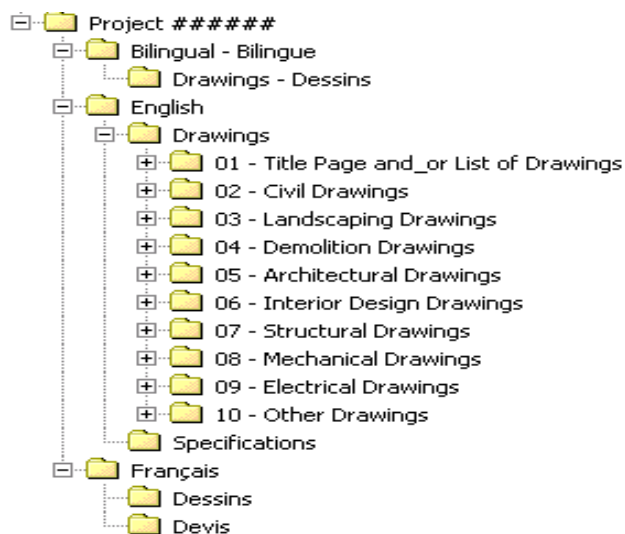 Project ######
Bilingual - Bilingue
Drawings - Dessins
English
Drawings
01 - Title Page and_or List of Drawings
02 - Civil Drawings
03 - Landscaping Drawings
04 - Demolition Drawings
05 - Architectural Drawings
06 - Interior Design Drawings
07 - Structural Drawings
08 - Mechanical Drawings
09 - Electrical Drawings
10 - Other Drawings
Specifications
Français
Dessins
Devis